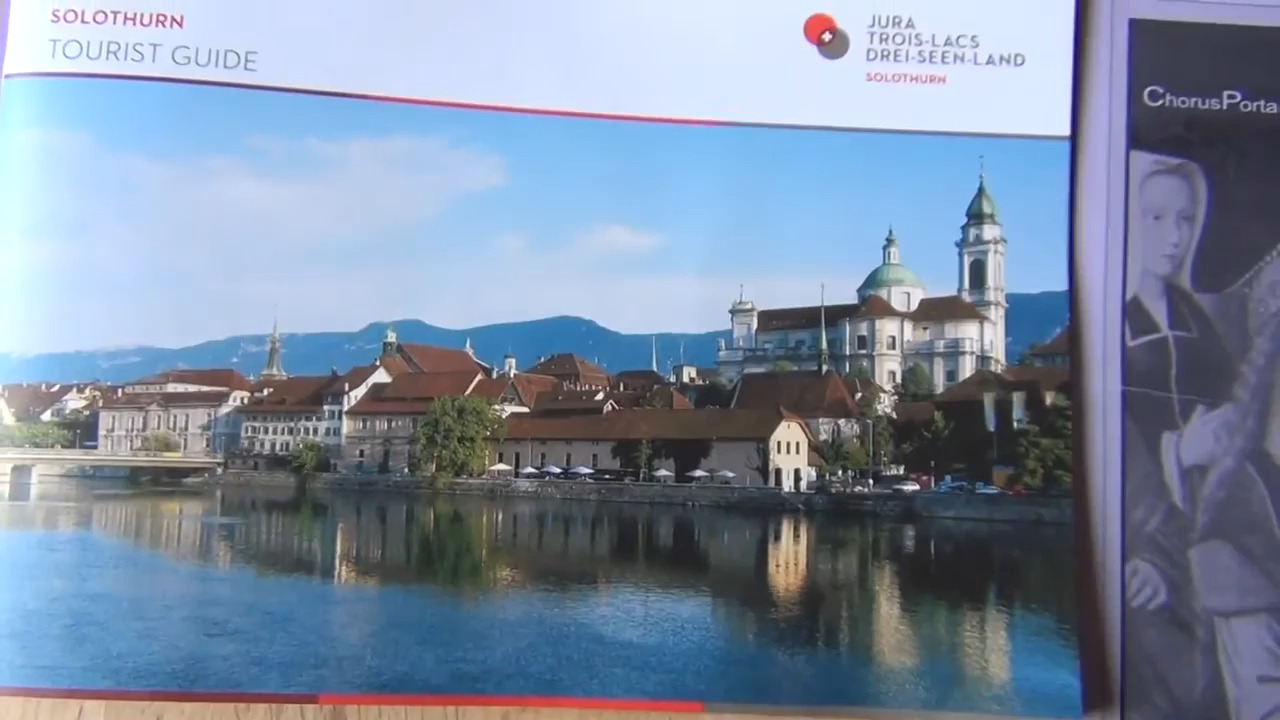 SOLOTHURN
TOURIST GUIDE
JURA
TROIS-LACS
DREI-SEEN-LAND
SOLOTHURN
ChorusPorta